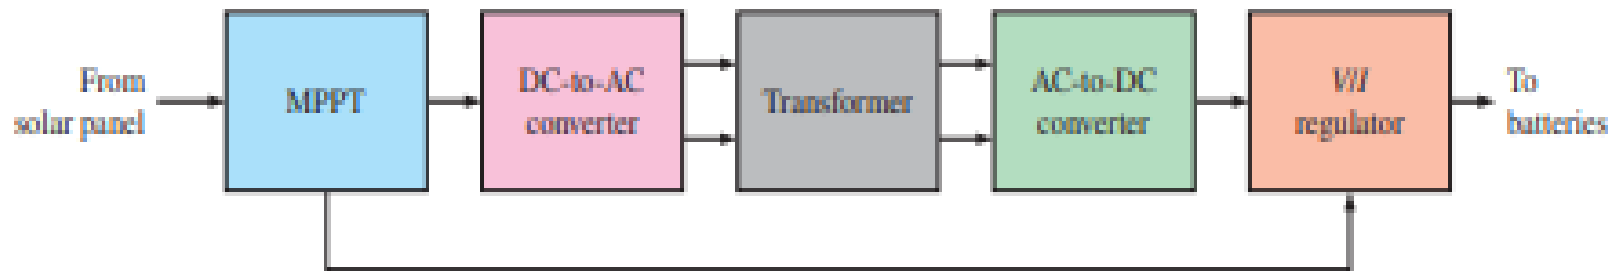 From
solar panel
MPPT
DC-to-AC
converter
Transformer
AC-to-DC
converter
V/I
regulator
To
batteries